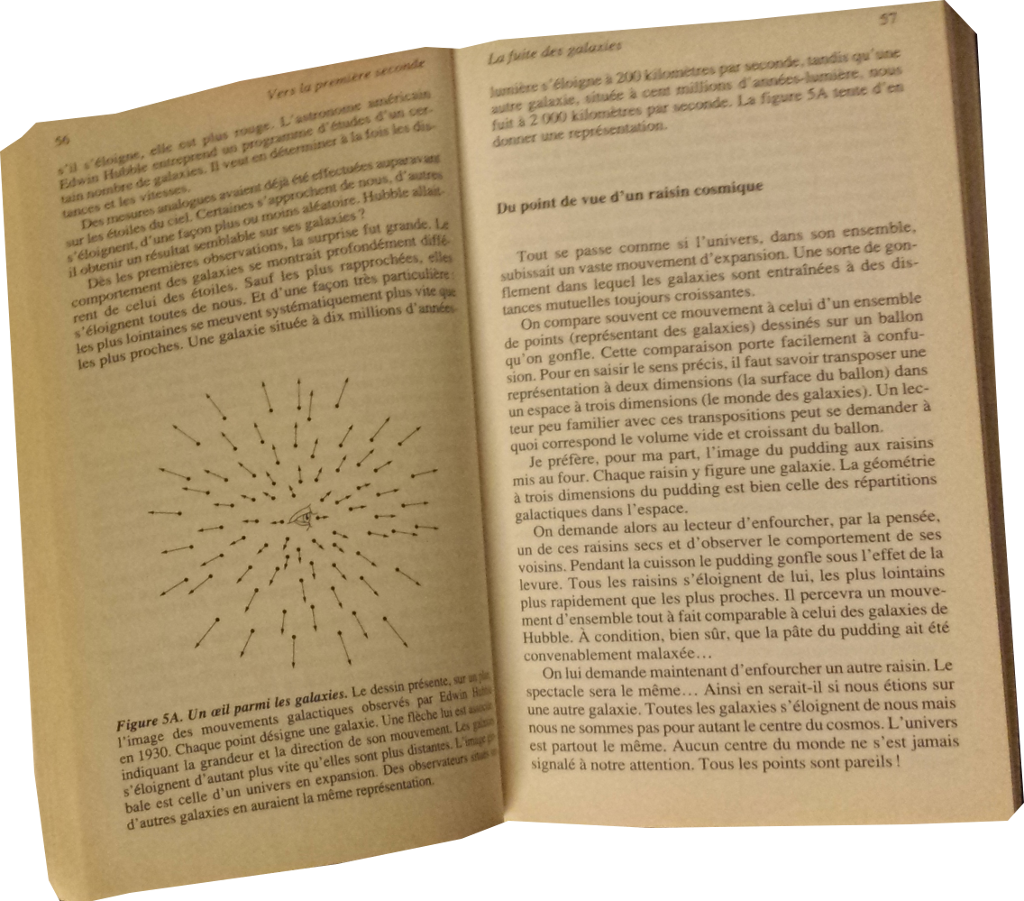 56
Vers la première seconde
s'il s'éloigne, elle est plus rouge. L'astronome américain
Edwin Hubble entreprend un programme d'études d'un cer-
tain nombre de galaxies. Il veut en déterminer à la fois les dis-
tances et les vitesses.
Des mesures analogues avaient déjà été effectuées auparavant
sur les étoiles du ciel. Certaines s'approchent de nous, d'autres
s'éloignent, d'une façon plus ou moins aléatoire. Hubble allait-
il obtenir un résultat semblable sur ses galaxies ?
Dès les premières observations, la surprise fut grande. Le
comportement des galaxies se montrait profondément diffé-
rent de celui des étoiles. Sauf les plus rapprochées, elles
s'éloignent toutes de nous. Et d'une façon très particulière :
les plus lointaines se meuvent systématiquement plus vite que
les plus proches. Une galaxie située à dix millions d'années-
Figure 5A. Un œil parmi les galaxies. Le dessin présente, sur un plan,
l'image des mouvements galactiques observés par Edwin Hubble
en 1930. Chaque point désigne une galaxie. Une flèche lui est associée
indiquant la grandeur et la direction de son mouvement. Les galaxies
s'éloignent d'autant plus vite qu'elles sont plus distantes. L'image
bale est celle d'un univers en expansion. Des observateurs situés
d'autres galaxies en auraient la même représentation.
La fuite des galaxies
57
lumière s'éloigne à 200 kilomètres par seconde, tandis qu'une
autre galaxie, située à cent millions d'années-lumière, nous
fuit à 2 000 kilomètres par seconde. La figure 5A tente d'en
donner une représentation.
Du point de vue d'un raisin cosmique
Tout se passe comme si l'univers, dans son ensemble,
subissait un vaste mouvement d'expansion. Une sorte de gon-
flement dans lequel les galaxies sont entraînées à des dis-
tances mutuelles toujours croissantes.
On compare souvent ce mouvement à celui d'un ensemble
de points (représentant des galaxies) dessinés sur un ballon
qu'on gonfle. Cette comparaison porte facilement à confu-
sion. Pour en saisir le sens précis, il faut savoir transposer une
représentation à deux dimensions (la surface du ballon) dans
un espace à trois dimensions (le monde des galaxies). Un lec-
teur peu familier avec ces transpositions peut se demander à
quoi correspond le volume vide et croissant du ballon.
Je préfère, pour ma part, l'image du pudding aux raisins
mis au four. Chaque raisin y figure une galaxie. La géométrie
à trois dimensions du pudding est bien celle des répartitions
galactiques dans l'espace.
On demande alors au lecteur d'enfourcher, par la pensée,
un de ces raisins secs et d'observer le comportement de ses
voisins. Pendant la cuisson le pudding gonfle sous l'effet de la
levure. Tous les raisins s'éloignent de lui, les plus lointains
plus rapidement que les plus proches. Il percevra un mouve-
ment d'ensemble tout à fait comparable à celui des galaxies de
Hubble. À condition, bien sûr, que la pâte du pudding ait été
convenablement malaxée...
On lui demande maintenant d'enfourcher un autre raisin. Le
spectacle sera le même... Ainsi en serait-il si nous étions sur
une autre galaxie. Toutes les galaxies s'éloignent de nous mais
nous ne sommes pas pour autant le centre du cosmos. L'univers
est partout le même. Aucun centre du monde ne s'est jamais
signalé à notre attention. Tous les points sont pareils !